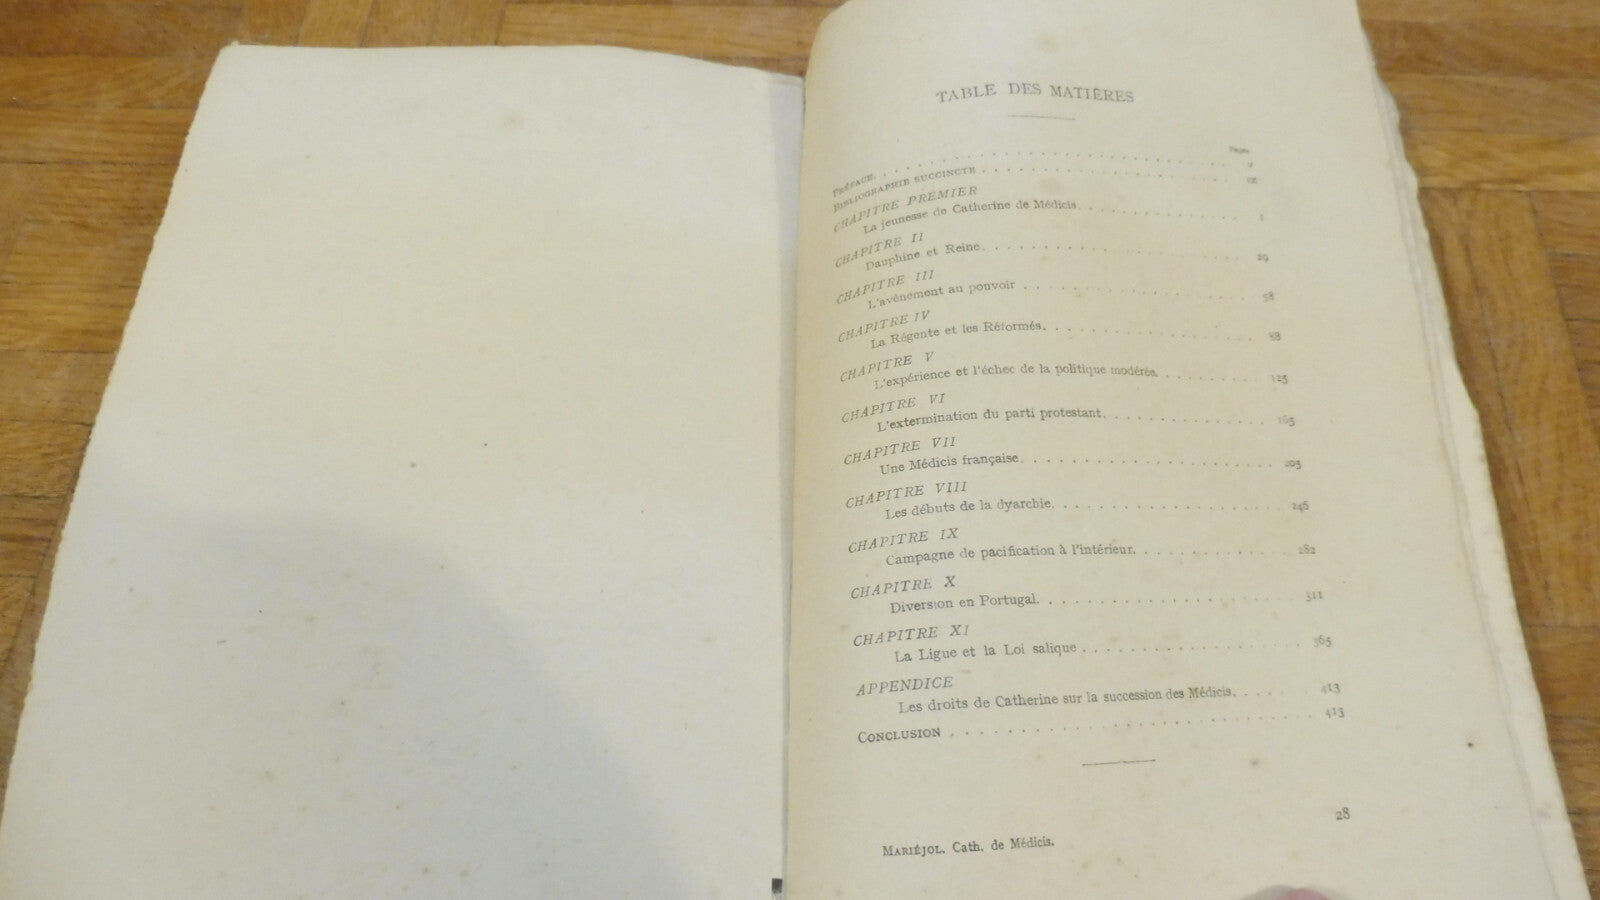 TABLE DES MATIÈRES
Pages
PRÉFACE. . . . . . . . . . . . . . . . . . . . . . . . . V
BIBLIOGRAPHIE SUCCINCTE . . . . . . . . . . . . . . . . IX
CHAPITRE PREMIER
La jeunesse de Catherine de Médicis. . . . . . . . . . . 1
CHAPITRE II
Dauphine et Reine. . . . . . . . . . . . . . . . . . . . 29
CHAPITRE III
L'avènement au pouvoir . . . . . . . . . . . . . . . . . 58
CHAPITRE IV
La Régente et les Réformés. . . . . . . . . . . . . . . 88
CHAPITRE V
L'expérience et l'échec de la politique modérée. . . . . . . . . 125
CHAPITRE VI
L'extermination du parti protestant. . . . . . . . . . . . 165
CHAPITRE VII
Une Médicis française. . . . . . . . . . . . . . . . . . 205
CHAPITRE VIII
Les débuts de la dyarchie. . . . . . . . . . . . . . . . 246
CHAPITRE IX
Campagne de pacification à l'intérieur. . . . . . . . . . . 282
CHAPITRE X
Diversion en Portugal. . . . . . . . . . . . . . . . . . 311
CHAPITRE XI
La Ligue et la Loi salique . . . . . . . . . . . . . . . 365
APPENDICE
Les droits de Catherine sur la succession des Médicis. . . . . . 413
CONCLUSION . . . . . . . . . . . . . . . . . . . . . . . 413
28
MARIÉJOL. Cath. de Médicis.